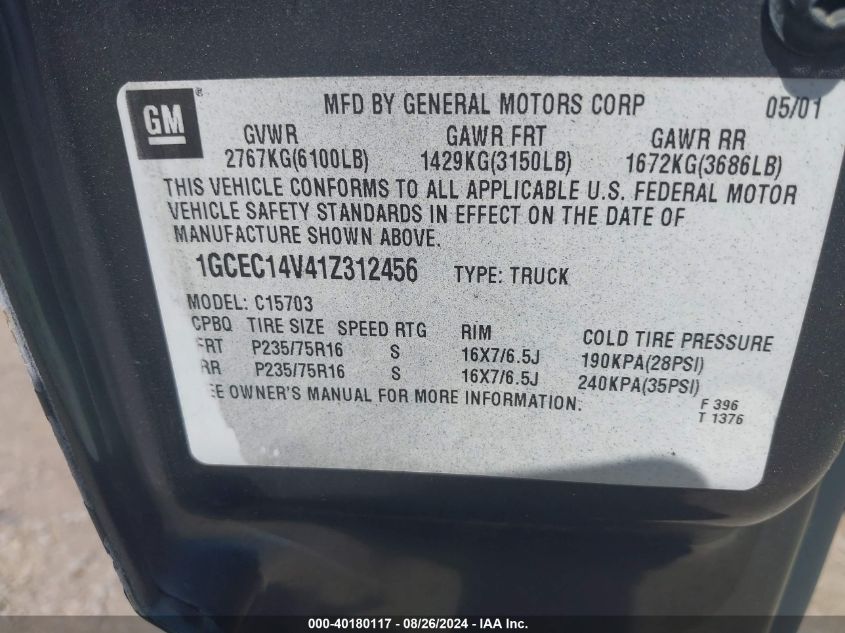 GM ®
MFD BY GENERAL MOTORS CORP 05/01
GVWR GAWR FRT GAWR RR
2767KG(6100LB) 1429KG(3150LB) 1672KG(3686LB)
THIS VEHICLE CONFORMS TO ALL APPLICABLE U.S. FEDERAL MOTOR
VEHICLE SAFETY STANDARDS IN EFFECT ON THE DATE OF
MANUFACTURE SHOWN ABOVE.
1GCEC14V41Z312456 TYPE: TRUCK
MODEL: C15703
CPBQ TIRE SIZE SPEED RTG RIM COLD TIRE PRESSURE
FRT P235/75R16 S 16X7/6.5J 190KPA(28PSI)
RR P235/75R16 S 16X7/6.5J 240KPA(35PSI)
EE OWNER'S MANUAL FOR MORE INFORMATION.
F 396
T 1376
000-40180117 - 08/26/2024 - IAA Holdings, LLC.